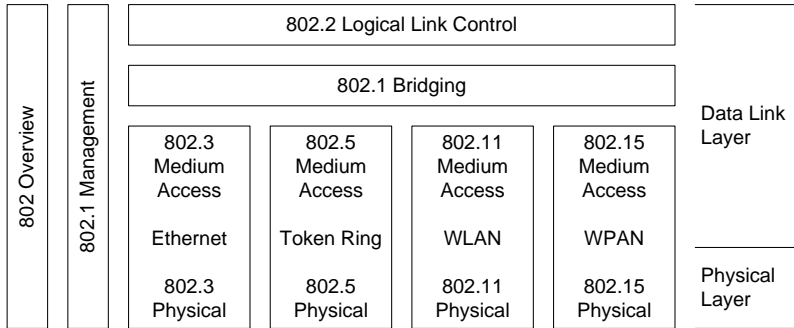 802 Overview
802.1 Management
802.2 Logical Link Control
802.1 Bridging
802.3
Medium
Access
Ethernet
802.3
Physical
802.5
Medium
Access
Token Ring
802.5
Physical
802.11
Medium
Access
WLAN
802.11
Physical
802.15
Medium
Access
WPAN
802.15
Physical
Data Link
Layer
Physical
Layer